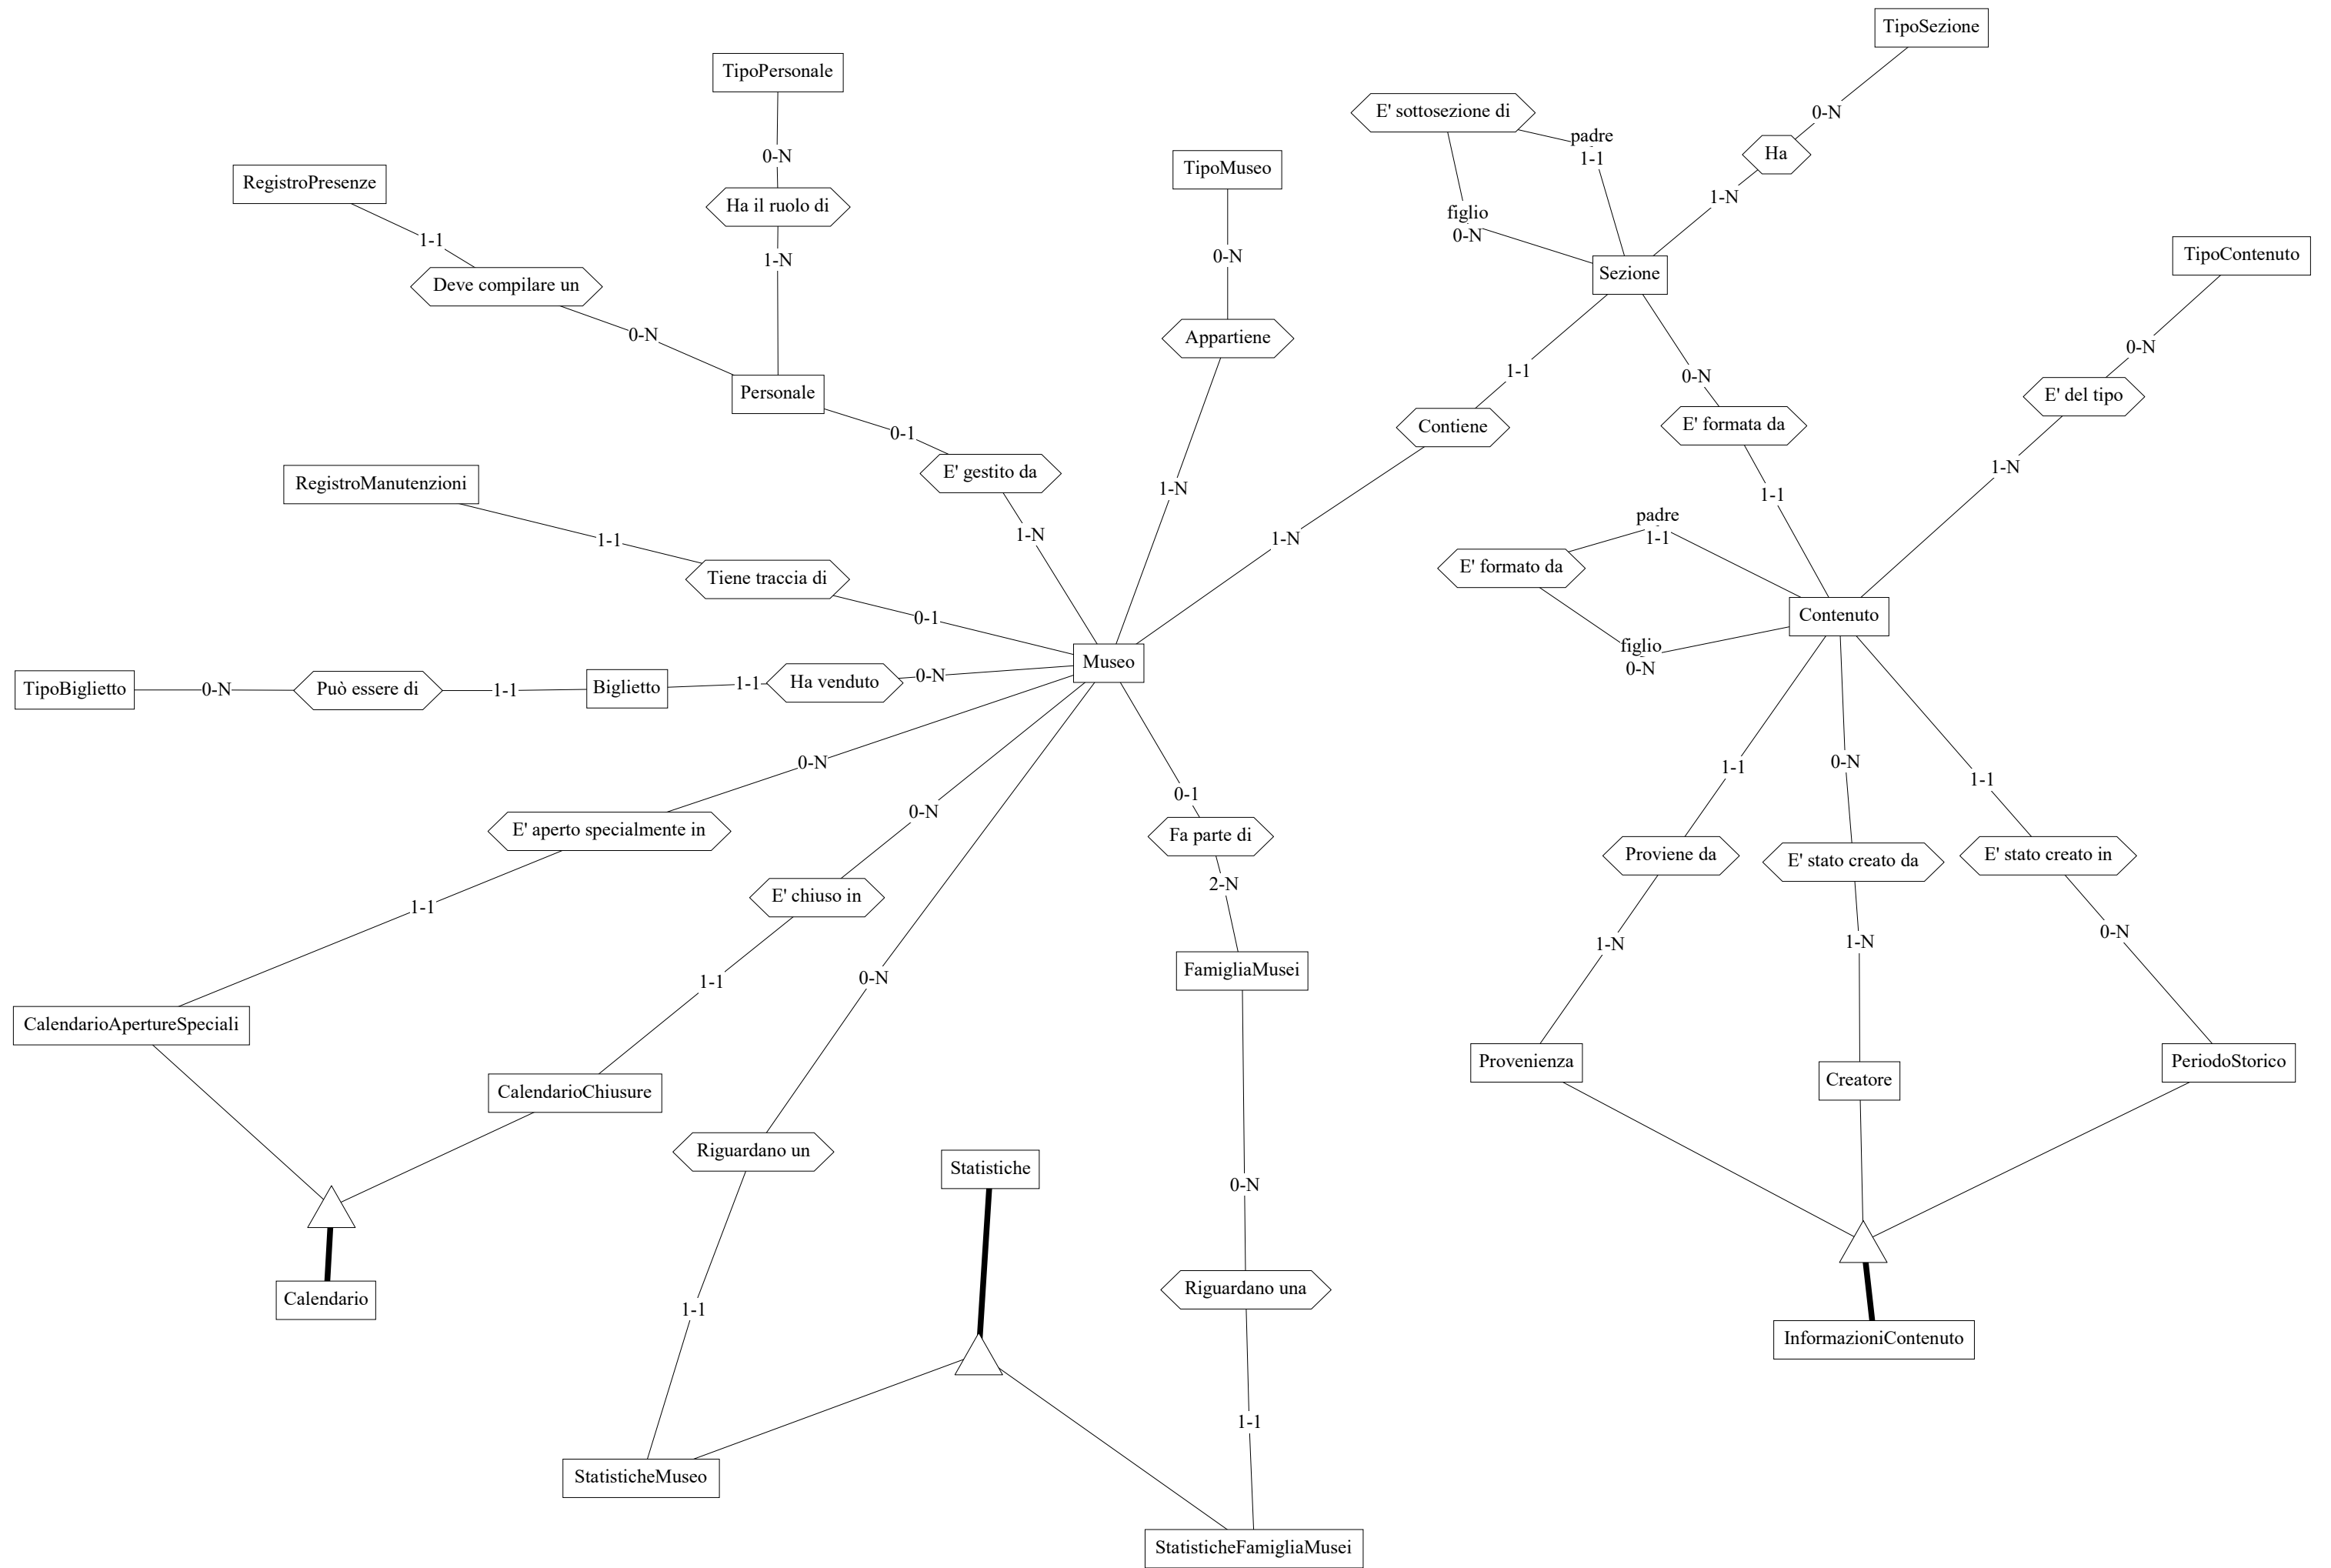 TipoSezione
TipoPersonale
E' sottosezione di
0-N
padre
1-1
Ha
0-N
TipoMuseo
RegistroPresenze
1-N
Ha il ruolo di
figlio
0-N
1-1
0-N
TipoContenuto
1-N
Sezione
Deve compilare un
0-N
Appartiene
0-N
1-1
0-N
E' del tipo
Personale
Contiene
E' formata da
0-1
E' gestito da
1-N
RegistroManutenzioni
1-N
1-1
padre
1-1
1-N
1-N
1-1
E' formato da
Tiene traccia di
0-1
Contenuto
figlio
0-N
Museo
TipoBiglietto
0-N
Può essere di
1-1
Biglietto
1-1
Ha venduto
0-N
0-N
0-N
1-1
1-1
0-1
0-N
E' aperto specialmente in
Fa parte di
Proviene da
E' stato creato da
E' stato creato in
2-N
E' chiuso in
1-1
0-N
1-N
1-N
FamigliaMusei
0-N
1-1
CalendarioApertureSpeciali
Provenienza
Creatore
PeriodoStorico
CalendarioChiusure
Riguardano un
Statistiche
0-N
Riguardano una
Calendario
1-1
InformazioniContenuto
1-1
StatisticheMuseo
StatisticheFamigliaMusei